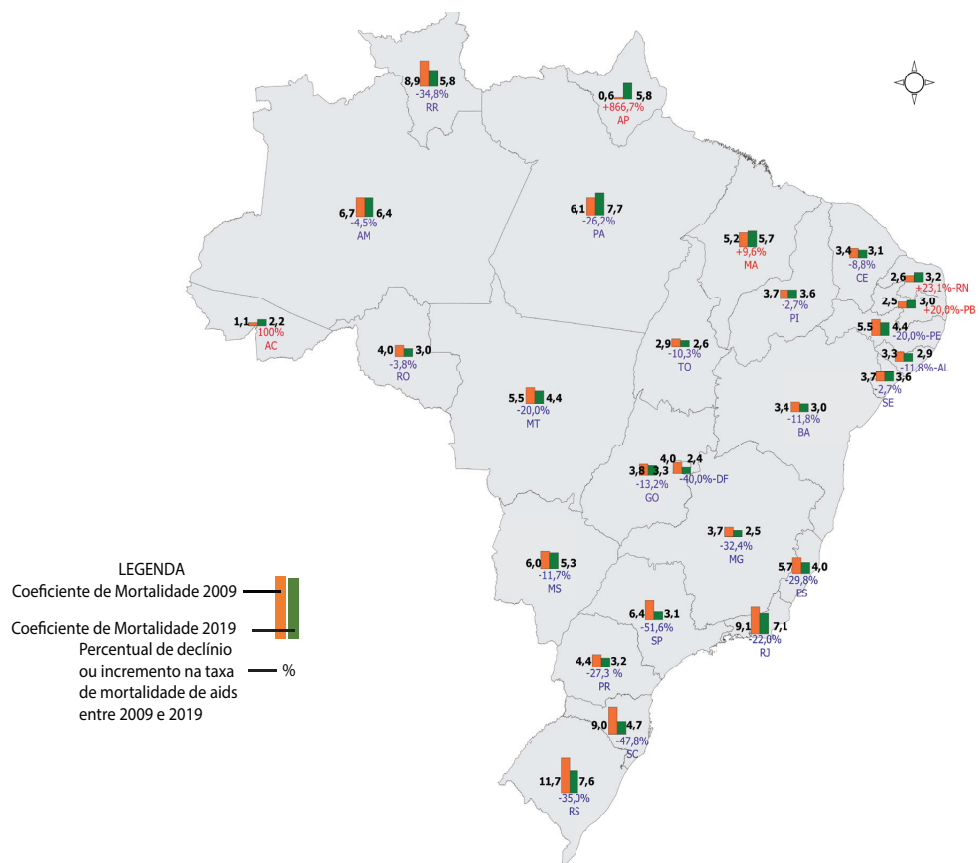 8,9 5,8
-34,8%
RR
0,6 5,8
+866,7%
AP
6,7 6,4
-4,5%
AM
6,1 7,7
-26,2%
PA
5,2 5,7
+9,6%
MA
3,4 3,1
-8,8%
CE
2,6 3,2
+23,1%-RN
2,5 3,0
+20,0%-PB
3,7 3,6
-2,7%
PI
5,5 4,4
-20,0%-PE
1,1 2,2
-100%
AC
4,0 3,0
-3,8%
RO
2,9 2,6
-10,3%
TO
3,3 2,9
-11,8%-AL
3,7 3,6
-2,7%
SE
5,5 4,4
-20,0%
MT
3,4 3,0
-11,8%
BA
4,0 2,4
-40,0%-DF
3,8 3,3
-13,2%
GO
3,7 2,5
-32,4%
MG
6,0 5,3
-11,7%
MS
5,7 4,0
-29,8%
ES
6,4 3,1
-51,6%
SP
9,1 7,1
-22,0%
RJ
4,4 3,2
-27,3 %
PR
9,0 4,7
-47,8%
SC
11,7 7,6
-35,0%
RS
LEGENDA
Coeficiente de Mortalidade 2009
Coeficiente de Mortalidade 2019
Percentual de declínio
ou incremento na taxa %
de mortalidade de aids
entre 2009 e 2019